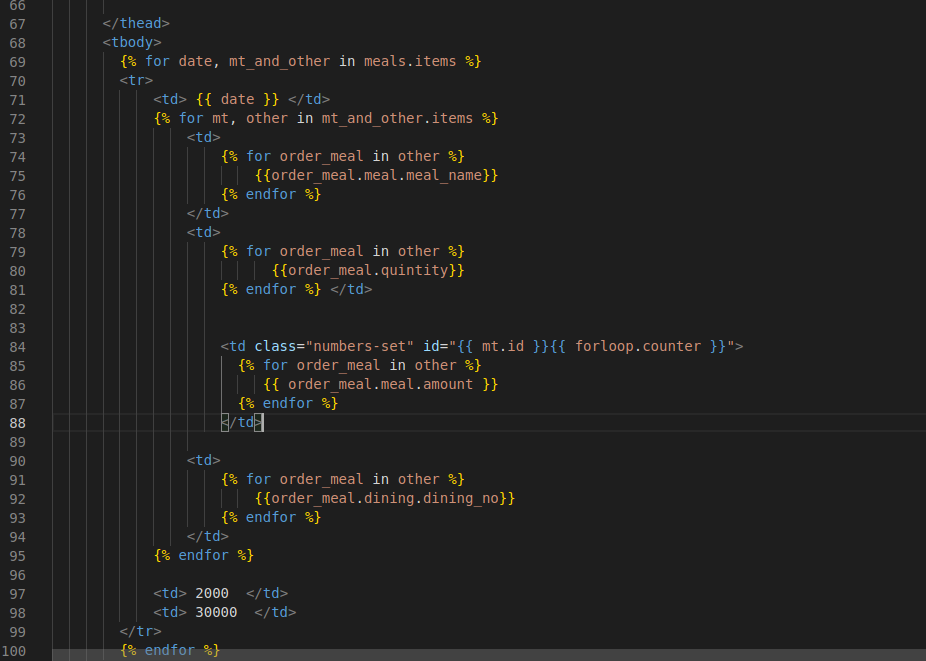 66
67 </thead>
68 <tbody>
69 {% for date, mt_and_other in meals.items %}
70 <tr>
71 <td> {{ date }} </td>
72 {% for mt, other in mt_and_other.items %}
73 <td>
74 {% for order_meal in other %}
75 {{order_meal.meal.meal_name}}
76 {% endfor %}
77 </td>
78 <td>
79 {% for order_meal in other %}
80 {{order_meal.quintity}}
81 {% endfor %} </td>
82
83
84 <td class="numbers-set" id="{{ mt.id }}{{ forloop.counter }}">
85 {% for order_meal in other %}
86 {{ order_meal.meal.amount }}
87 {% endfor %}
88 </td>
89
90 <td>
91 {% for order_meal in other %}
92 {{order_meal.dining.dining_no}}
93 {% endfor %}
94 </td>
95 {% endfor %}
96
97 <td> 2000 </td>
98 <td> 30000 </td>
99 </tr>
100 {% endfor %}